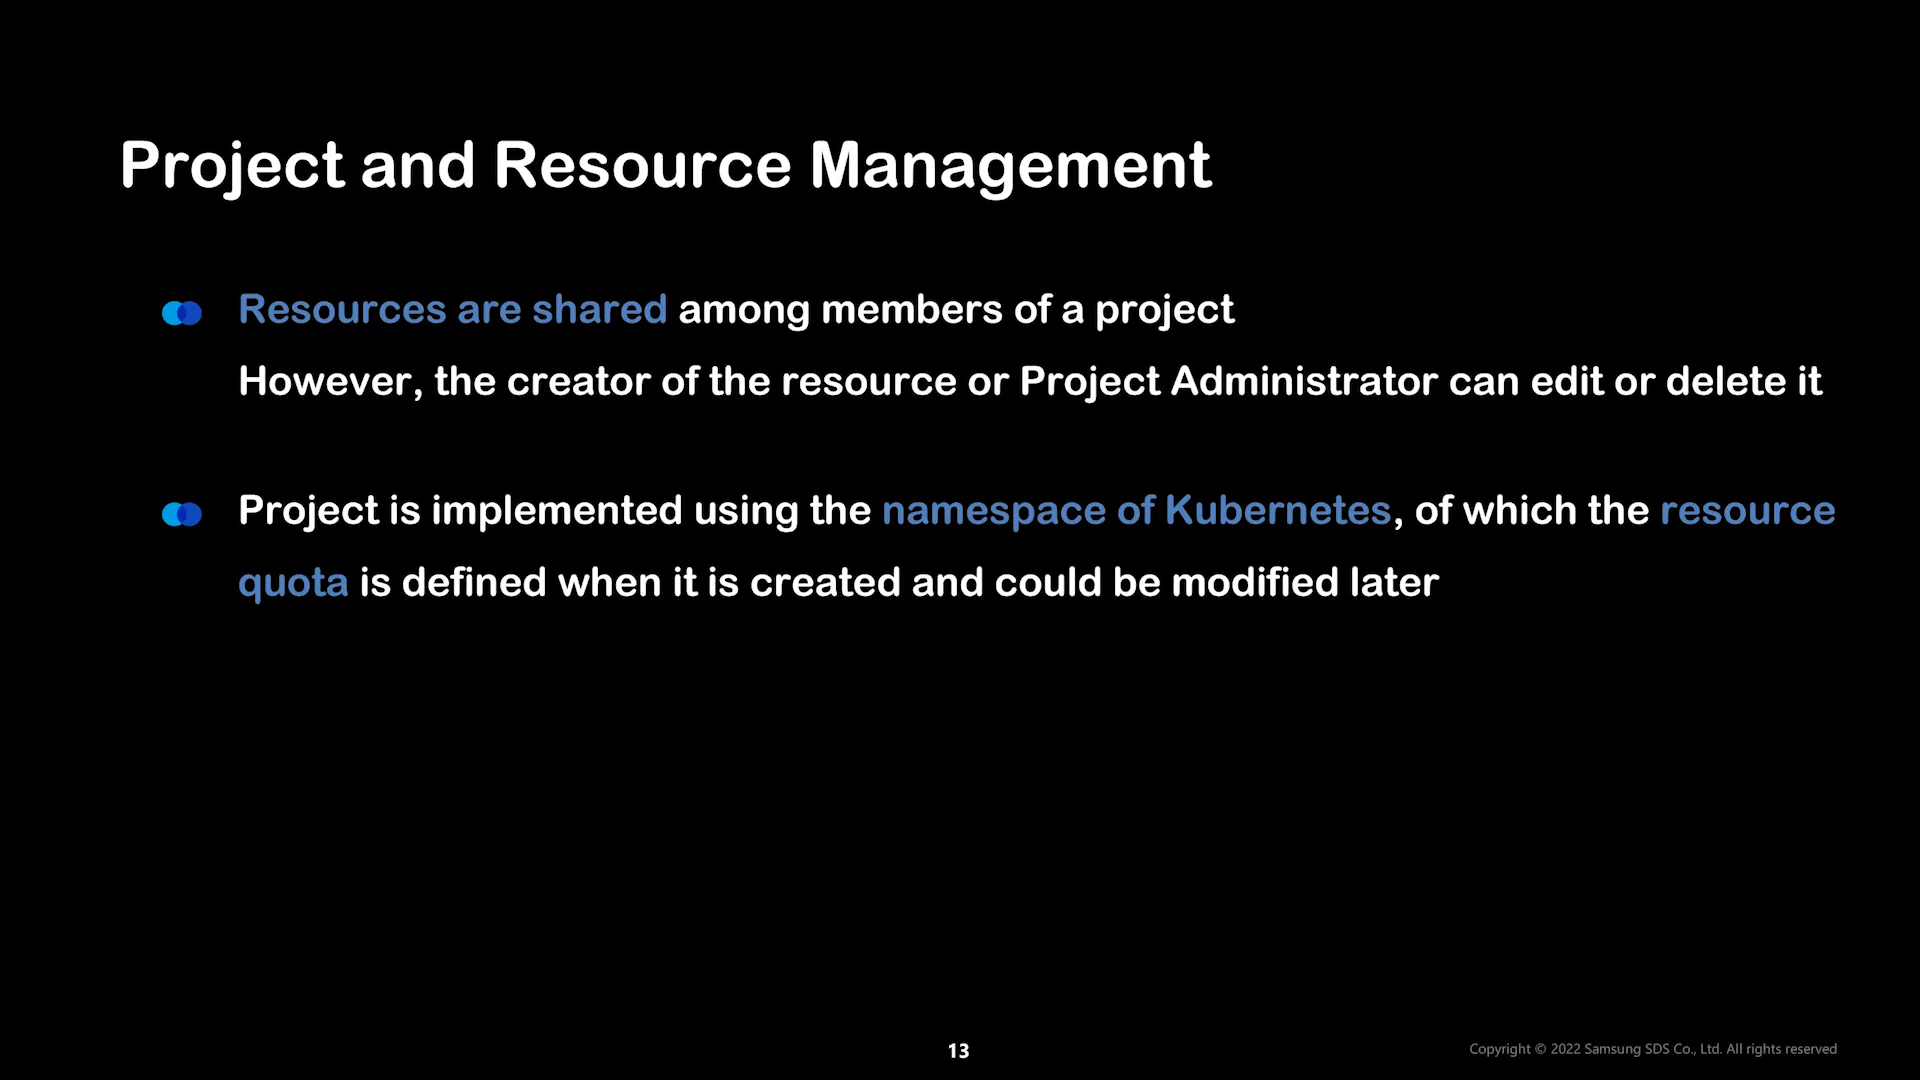 Project and Resource Management
Resources are shared among members of a project
However, the creator of the resource or Project Administrator can edit or delete it
Project is implemented using the namespace of Kubernetes, of which the resource
quota is defined when it is created and could be modified later
13
Copyright © 2022 Samsung SDS Co., Ltd. All rights reserved